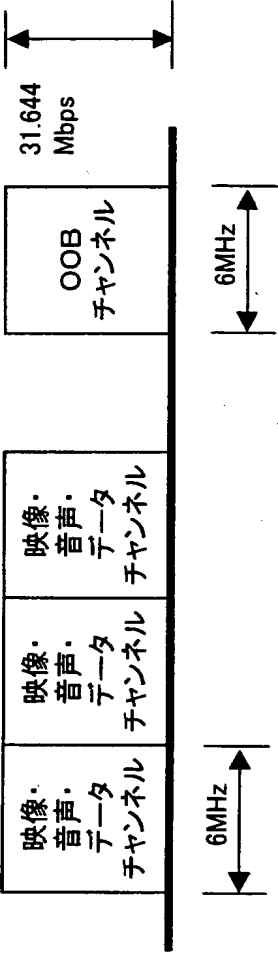 映像・
音声・
データ
チャンネル
映像・
音声・
データ
チャンネル
映像・
音声・
データ
チャンネル
OOB
チャンネル
31.644
Mbps
6MHz
6MHz